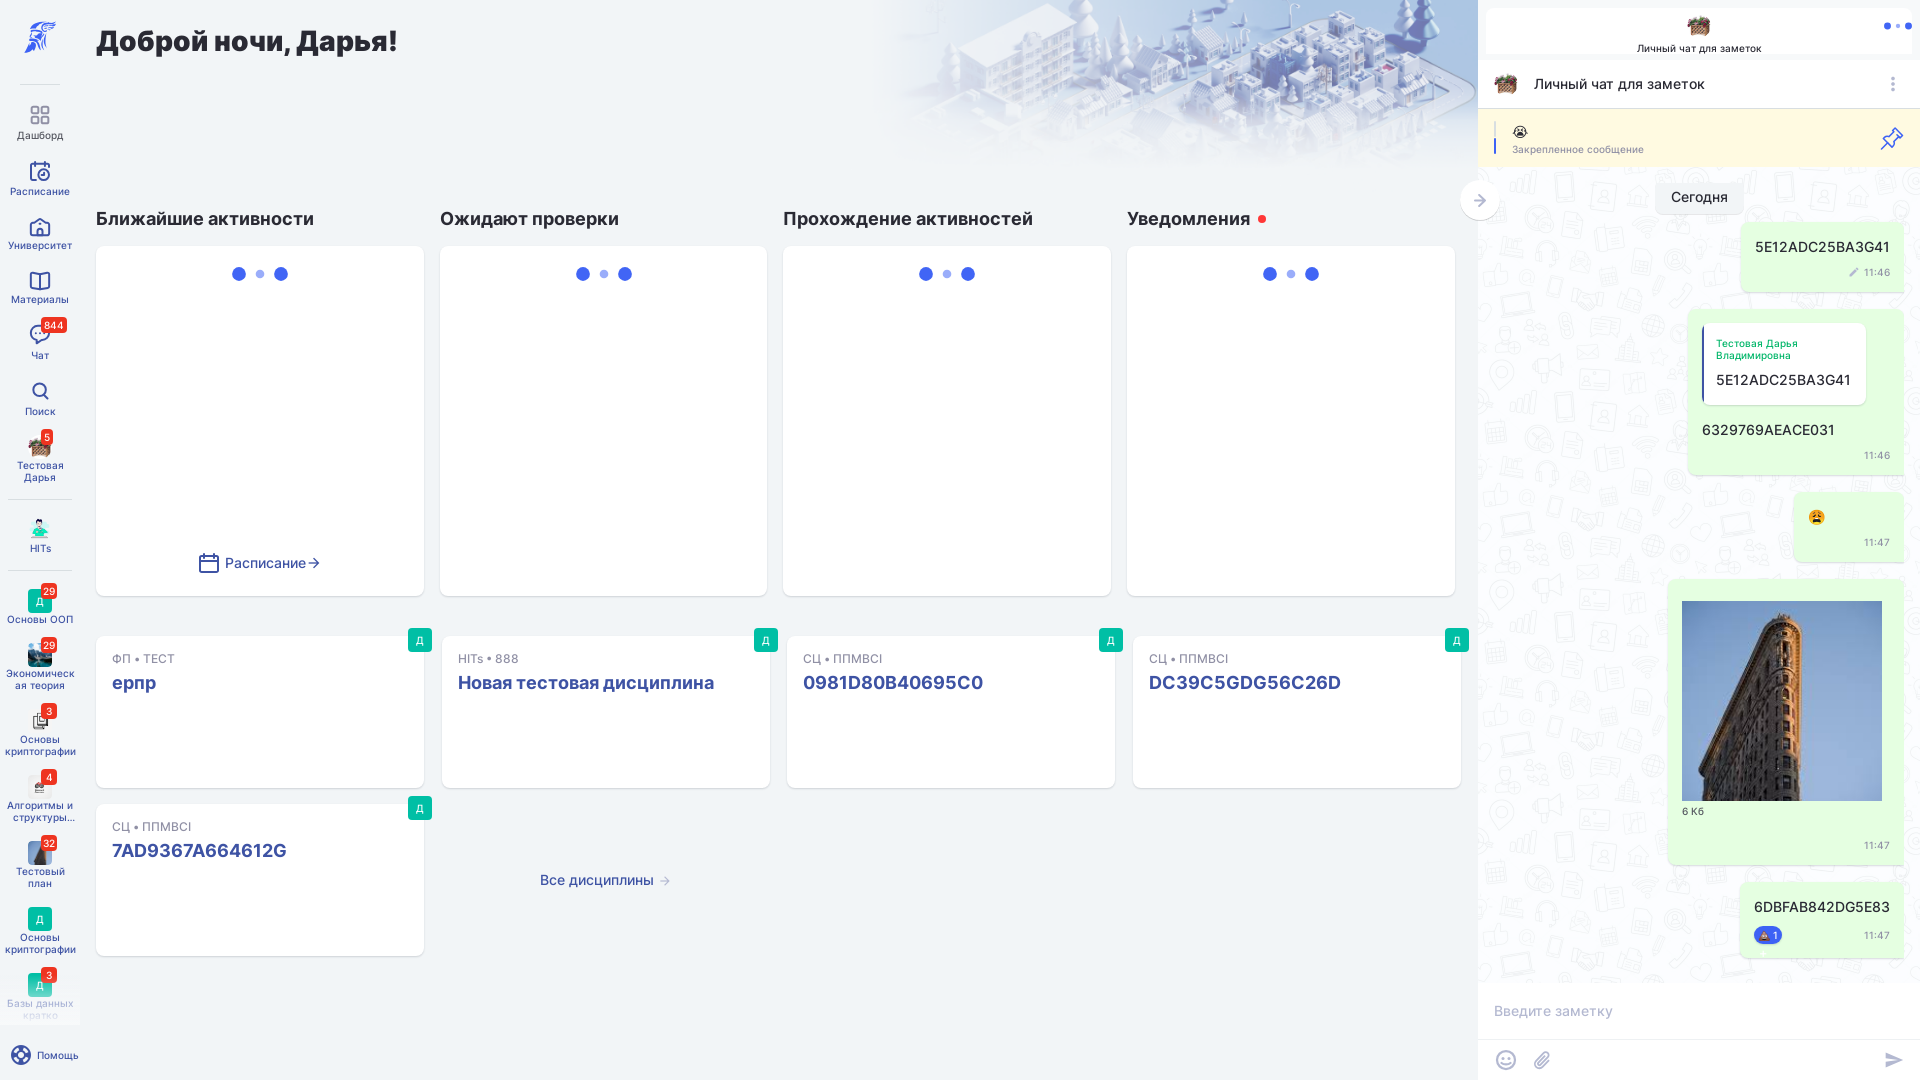 Доброй ночи, Дарья!
Дашборд
Расписание
Университет
Материалы
844
Чат
Поиск
5
Тестовая
Дарья
HITs
29
Д
Основы ООП
29
Экономическ
ая теория
3
Основы
криптографии
4
Алгоритмы и
структуры...
32
Тестовый
план
Д
Основы
криптографии
3
Д
Базы данных
кратко
Помощь
Ближайшие активности
Расписание
Ожидают проверки
Прохождение активностей
Уведомления
Д
ФП • ТЕСТ
ерпр
Д
HITs • 888
Новая тестовая дисциплина
Д
СЦ • ППМВСI
0981D80B40695C0
Д
СЦ • ППМВСI
DC39C5GDG56C26D
Д
СЦ • ППМВСI
7AD9367A664612G
Все дисциплины
Личный чат для заметок
Личный чат для заметок
Закрепленное сообщение
Сегодня
5E12ADC25BA3G41
11:46
Тестовая Дарья
Владимировна
5E12ADC25BA3G41
6329769AEACE031
11:46
11:47
6 Кб
11:47
6DBFAB842DG5E83
1
11:47
Введите заметку